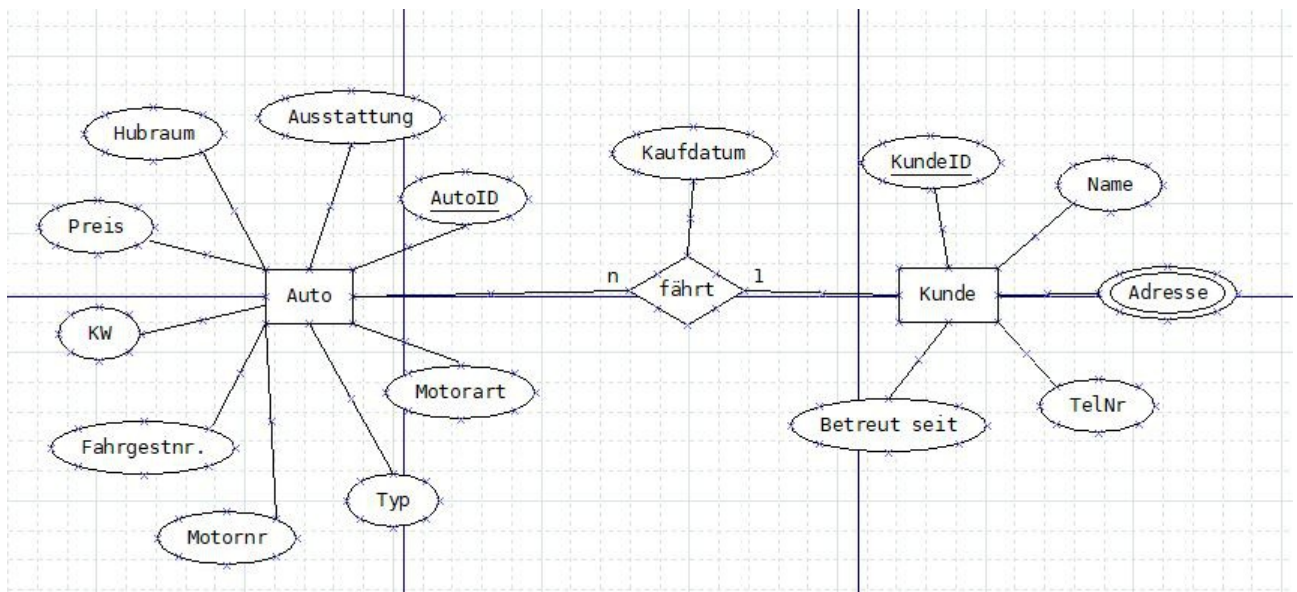 Hubraum
Ausstattung
Preis
AutoID
Auto
KW
Motorart
Fahrgestnr.
Typ
Motornr
Kaufdatum
n
fährt
1
KundeID
Name
Kunde
Adresse
Betreut seit
TelNr